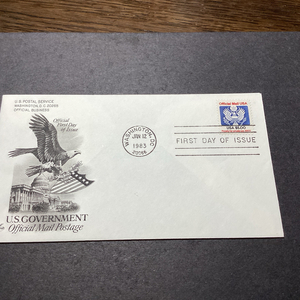 U.S. POSTAL SERVICE
WASHINGTON, D.C. 20260
OFFICIAL BUSINESS
Official
First Day
of Issue
U.S. GOVERNMENT
Official Mail Postage
WASHINGTON, DC
JAN 12
1983
20066
FIRST DAY OF ISSUE
Official Mail USA
USA $5.00